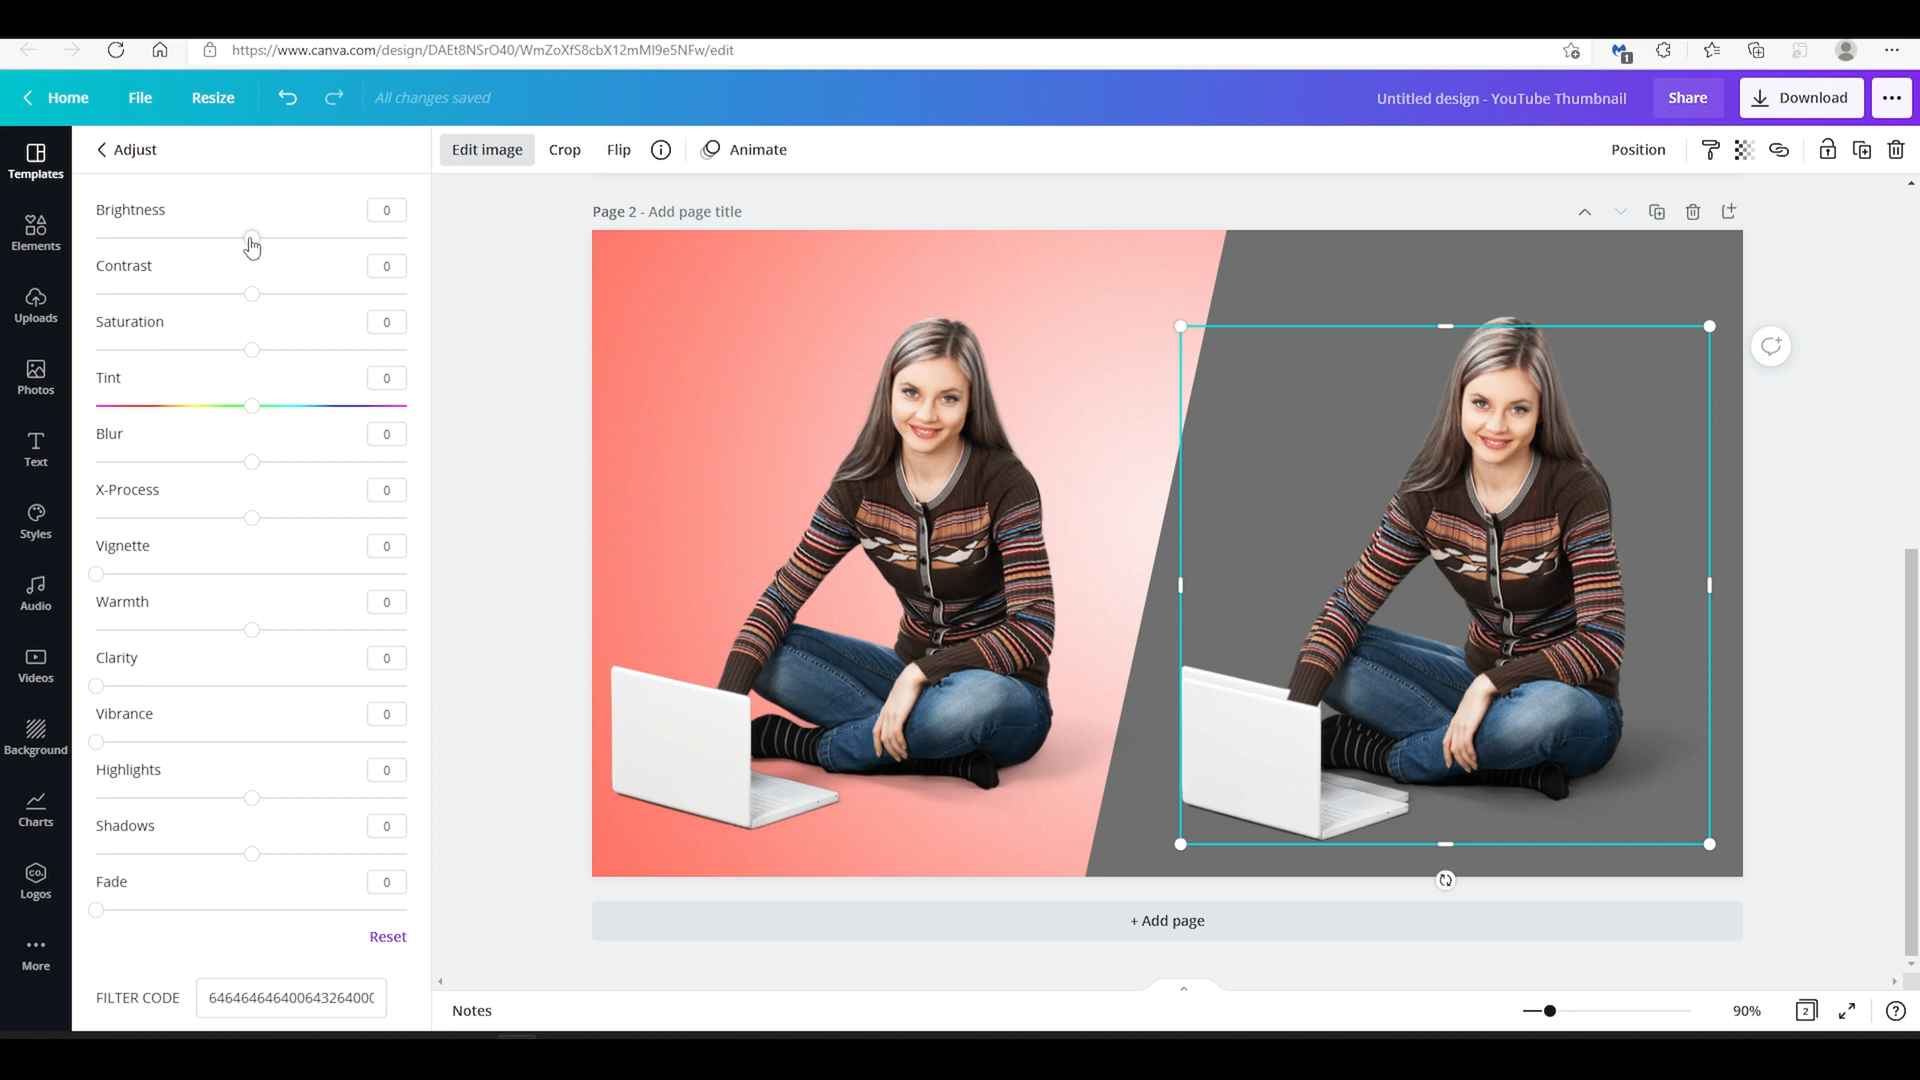 https://www.canva.com/design/DAEt8NSrO40/WmZoXfS8cbX12mMI9e5NFw/edit
1
Home
File
Resize
All changes saved
Untitled design - YouTube Thumbnail
Share
Download
Templates
Elements
Uploads
Photos
Text
Styles
Audio
Videos
Background
Charts
CO.
Logos
More
Adjust
Brightness 0
Contrast 0
Saturation 0
Tint 0
Blur 0
X-Process 0
Vignette 0
Warmth 0
Clarity 0
Vibrance 0
Highlights 0
Shadows 0
Fade 0
Reset
FILTER CODE
Edit image
Crop
Flip
Animate
Position
Page 2 - Add page title
+ Add page
Notes
90%
2
?